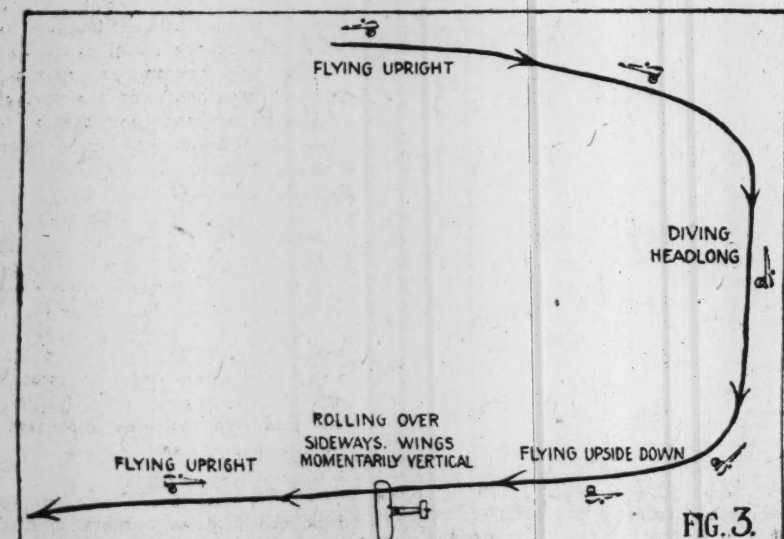 FLYING UPRIGHT
DIVING
HEADLONG
ROLLING OVER
SIDEWAYS. WINGS
MOMENTARILY VERTICAL
FLYING UPRIGHT
FLYING UPSIDE DOWN
FIG. 3.